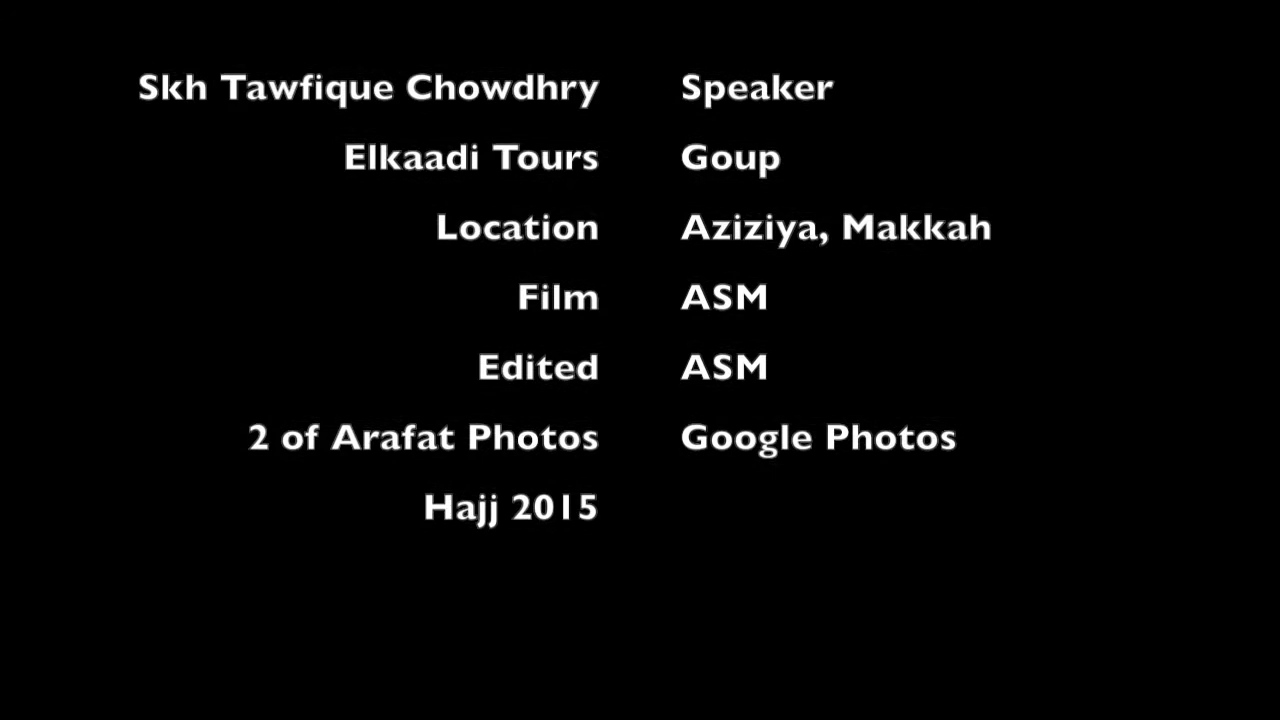 Skh Tawfique Chowdhry Speaker
Elkaadi Tours Goup
Location Aziziya, Makkah
Film ASM
Edited ASM
2 of Arafat Photos Google Photos
Hajj 2015